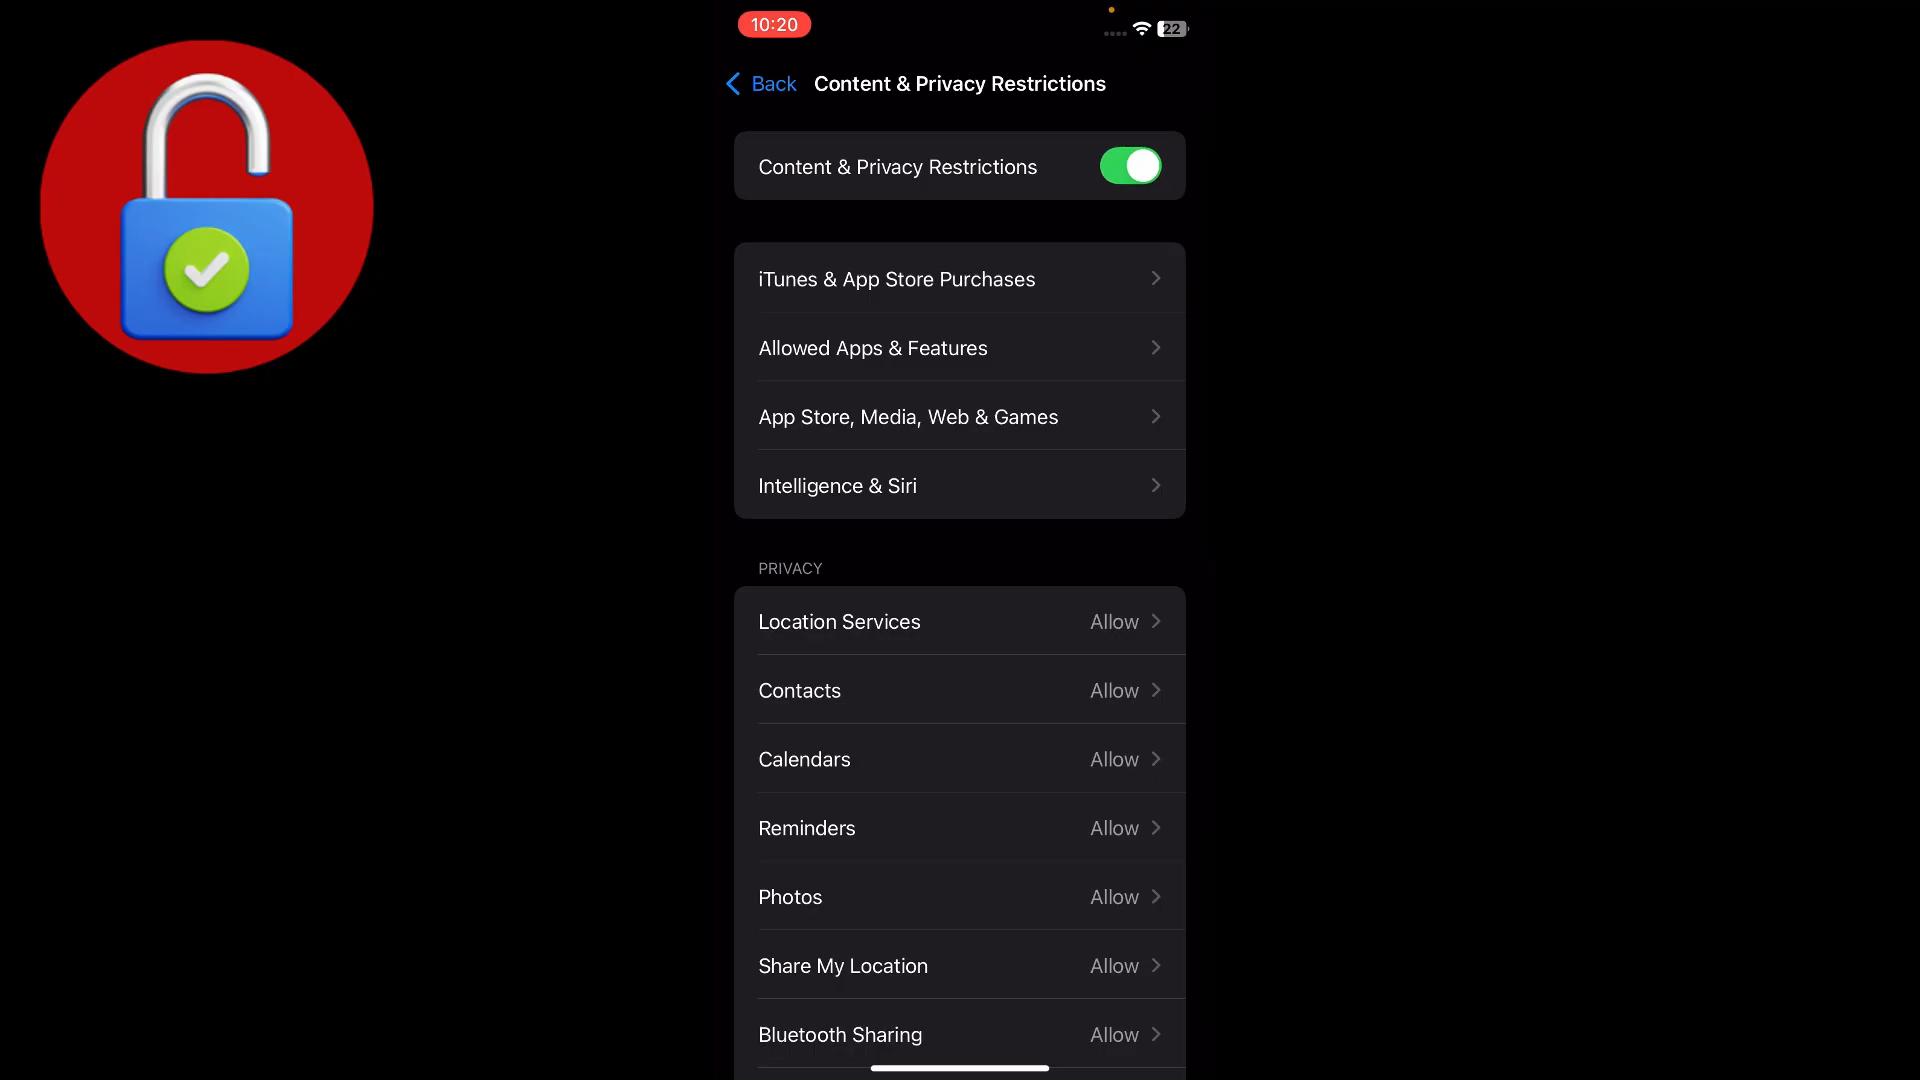 10:20
22
Back Content & Privacy Restrictions
Content & Privacy Restrictions
iTunes & App Store Purchases
Allowed Apps & Features
App Store, Media, Web & Games
Intelligence & Siri
PRIVACY
Location Services Allow
Contacts Allow
Calendars Allow
Reminders Allow
Photos Allow
Share My Location Allow
Bluetooth Sharing Allow